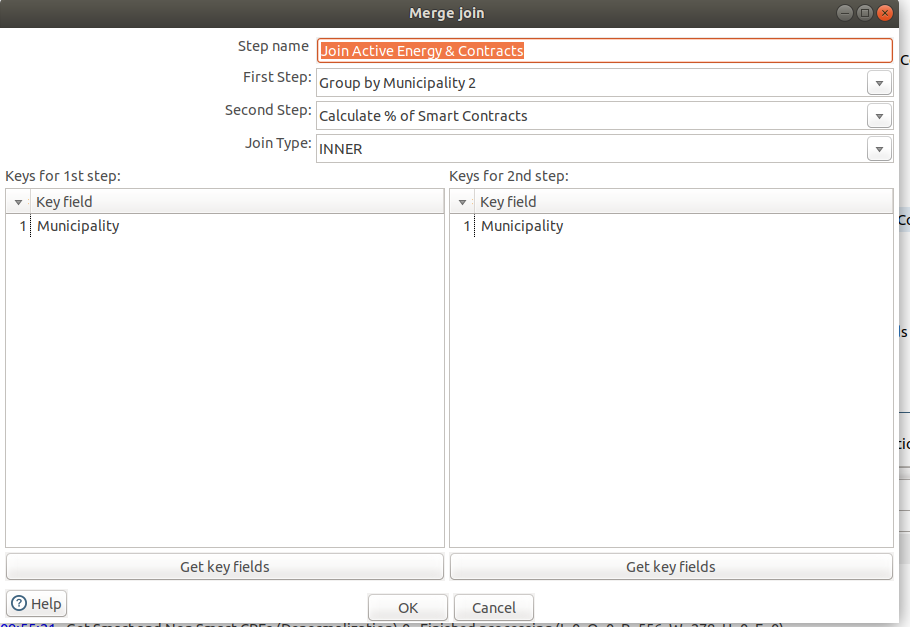 Merge join
Step name Join Active Energy & Contracts
First Step: Group by Municipality 2
Second Step: Calculate % of Smart Contracts
Join Type: INNER
Keys for 1st step: Keys for 2nd step:
Key field Key field
1 Municipality 1 Municipality
Get key fields Get key fields
Help OK Cancel